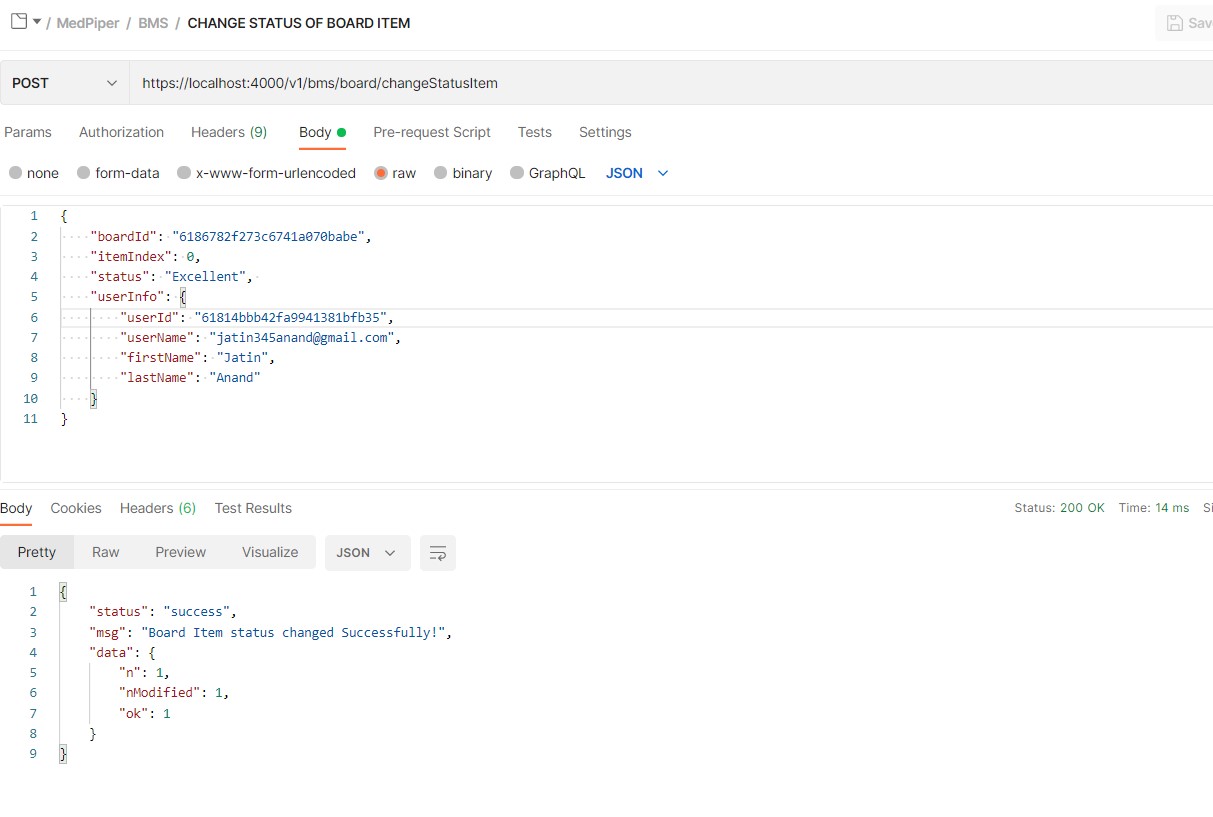 / MedPiper / BMS / CHANGE STATUS OF BOARD ITEM
Sav
POST https://localhost:4000/v1/bms/board/changeStatusItem
Params Authorization Headers (9) Body Pre-request Script Tests Settings
none form-data x-www-form-urlencoded raw binary GraphQL JSON
1 {
2 "boardId": "6186782f273c6741a070babe",
3 "itemIndex": 0,
4 "status": "Excellent",
5 "userInfo": {
6 "userId": "61814bbb42fa9941381bfb35",
7 "userName": "jatin345anand@gmail.com",
8 "firstName": "Jatin",
9 "lastName": "Anand"
10 }
11 }
Body Cookies Headers (6) Test Results Status: 200 OK Time: 14 ms Si
Pretty Raw Preview Visualize JSON
1 {
2 "status": "success",
3 "msg": "Board Item status changed Successfully!",
4 "data": {
5 "n": 1,
6 "nModified": 1,
7 "ok": 1
8 }
9 }